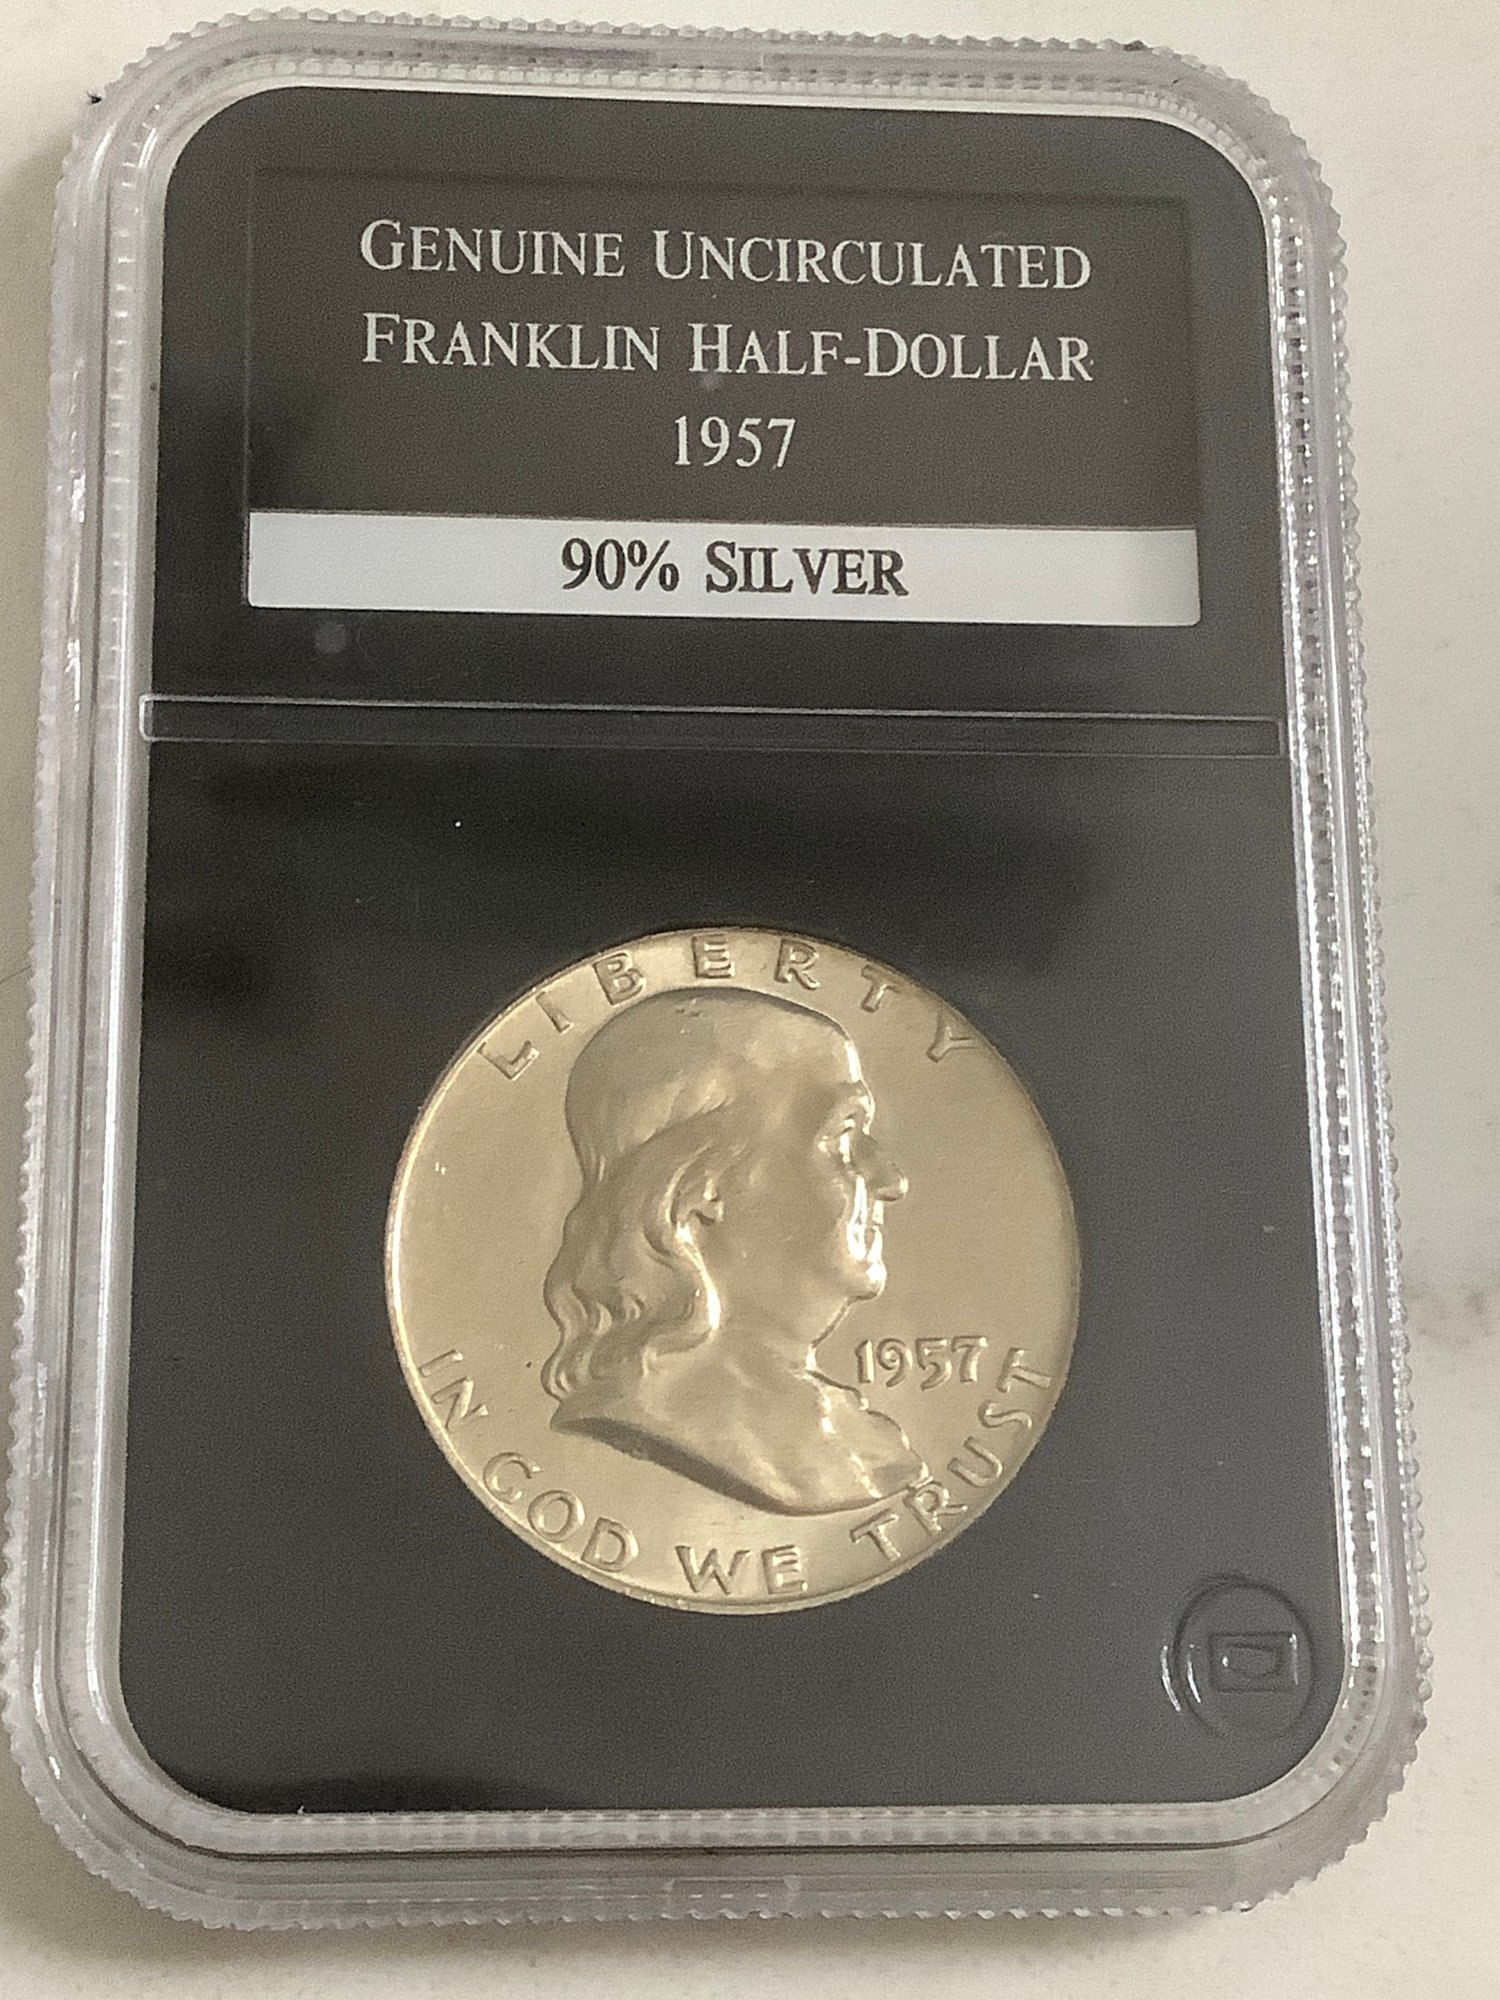 GENUINE UNCIRCULATED
FRANKLIN HALF-DOLLAR
1957
90% SILVER
LIBERTY
1957
IN GOD WE TRUST